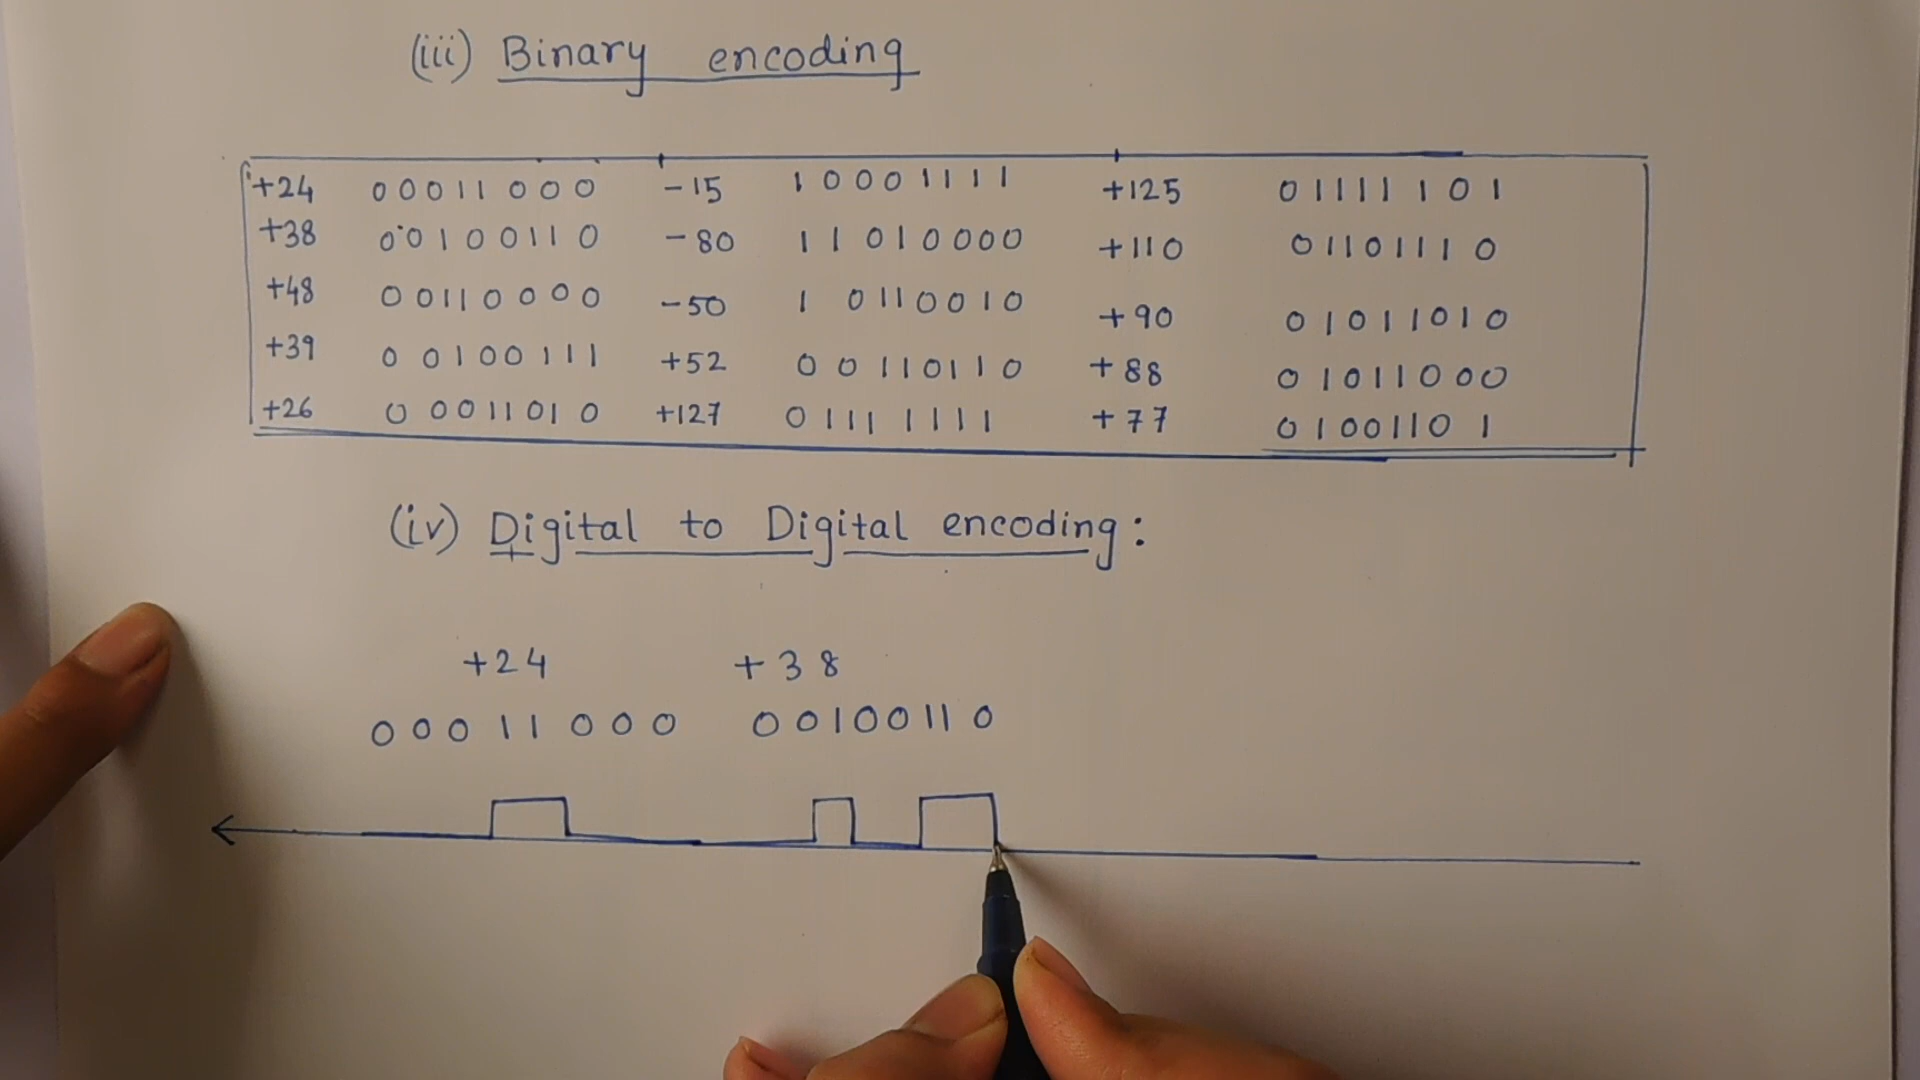 (iii) Binary encoding
+24 00011000 -15 10001111 +125 01111101
+38 00100110 -80 11010000 +110 01101110
+48 00110000 -50 10110010 +90 01011010
+39 00100111 +52 00110110 +88 01011000
+26 00011010 +127 01111111 +77 01001101
(iv) Digital to Digital encoding:
+24 +38
00011000 00100110